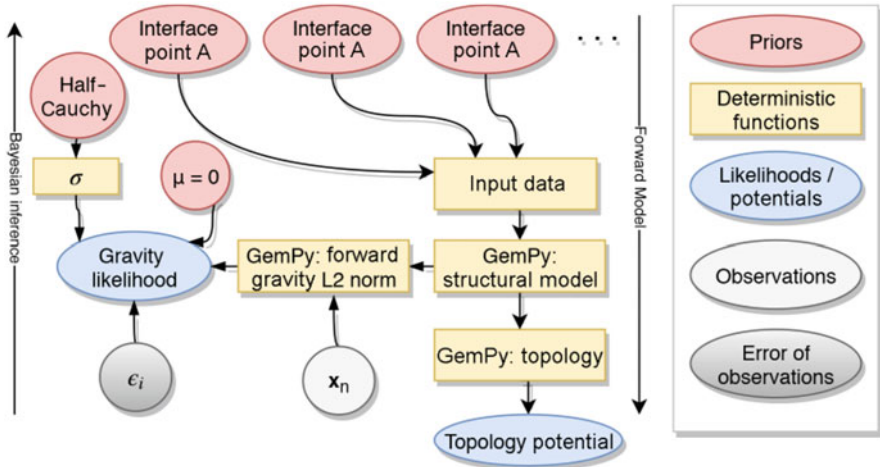 Interface
point A
Interface
point A
Interface
point A
. . .
Half-
Cauchy
σ
μ = 0
Input data
Gravity
likelihood
GemPy: forward
gravity L2 norm
GemPy:
structural model
ϵi
xn
GemPy: topology
Topology potential
Bayesian inference
Forward Model
Priors
Deterministic
functions
Likelihoods /
potentials
Observations
Error of
observations